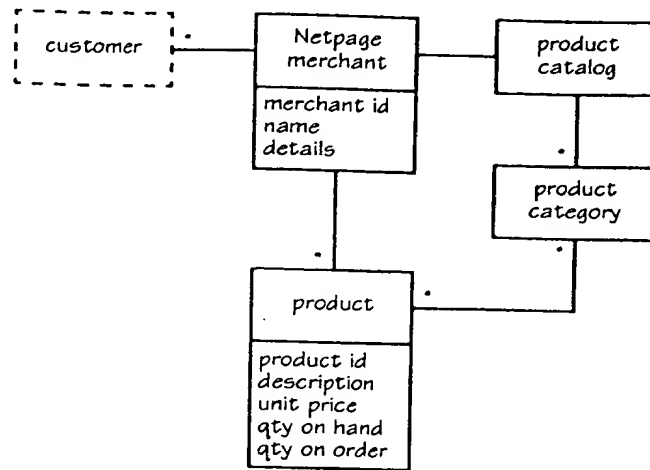 customer
Netpage
merchant
merchant id
name
details
product
catalog
product
category
product
product id
description
unit price
qty on hand
qty on order